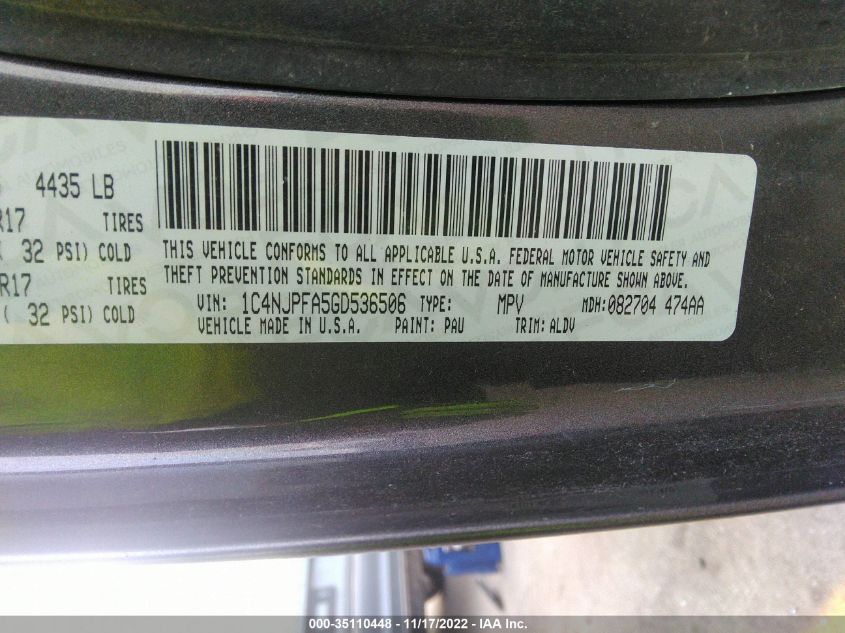 4435 LB
R17 TIRES
( 32 PSI) COLD
R17 TIRES
( 32 PSI) COLD
THIS VEHICLE CONFORMS TO ALL APPLICABLE U.S.A. FEDERAL MOTOR VEHICLE SAFETY AND
THEFT PREVENTION STANDARDS IN EFFECT ON THE DATE OF MANUFACTURE SHOWN ABOVE.
VIN: 1C4NJPFA5GD536506 TYPE: MPV MDH:082704 474AA
VEHICLE MADE IN U.S.A. PAINT: PAU TRIM: ALDV
000-35110448 - 11/17/2022 - IAAI.COM